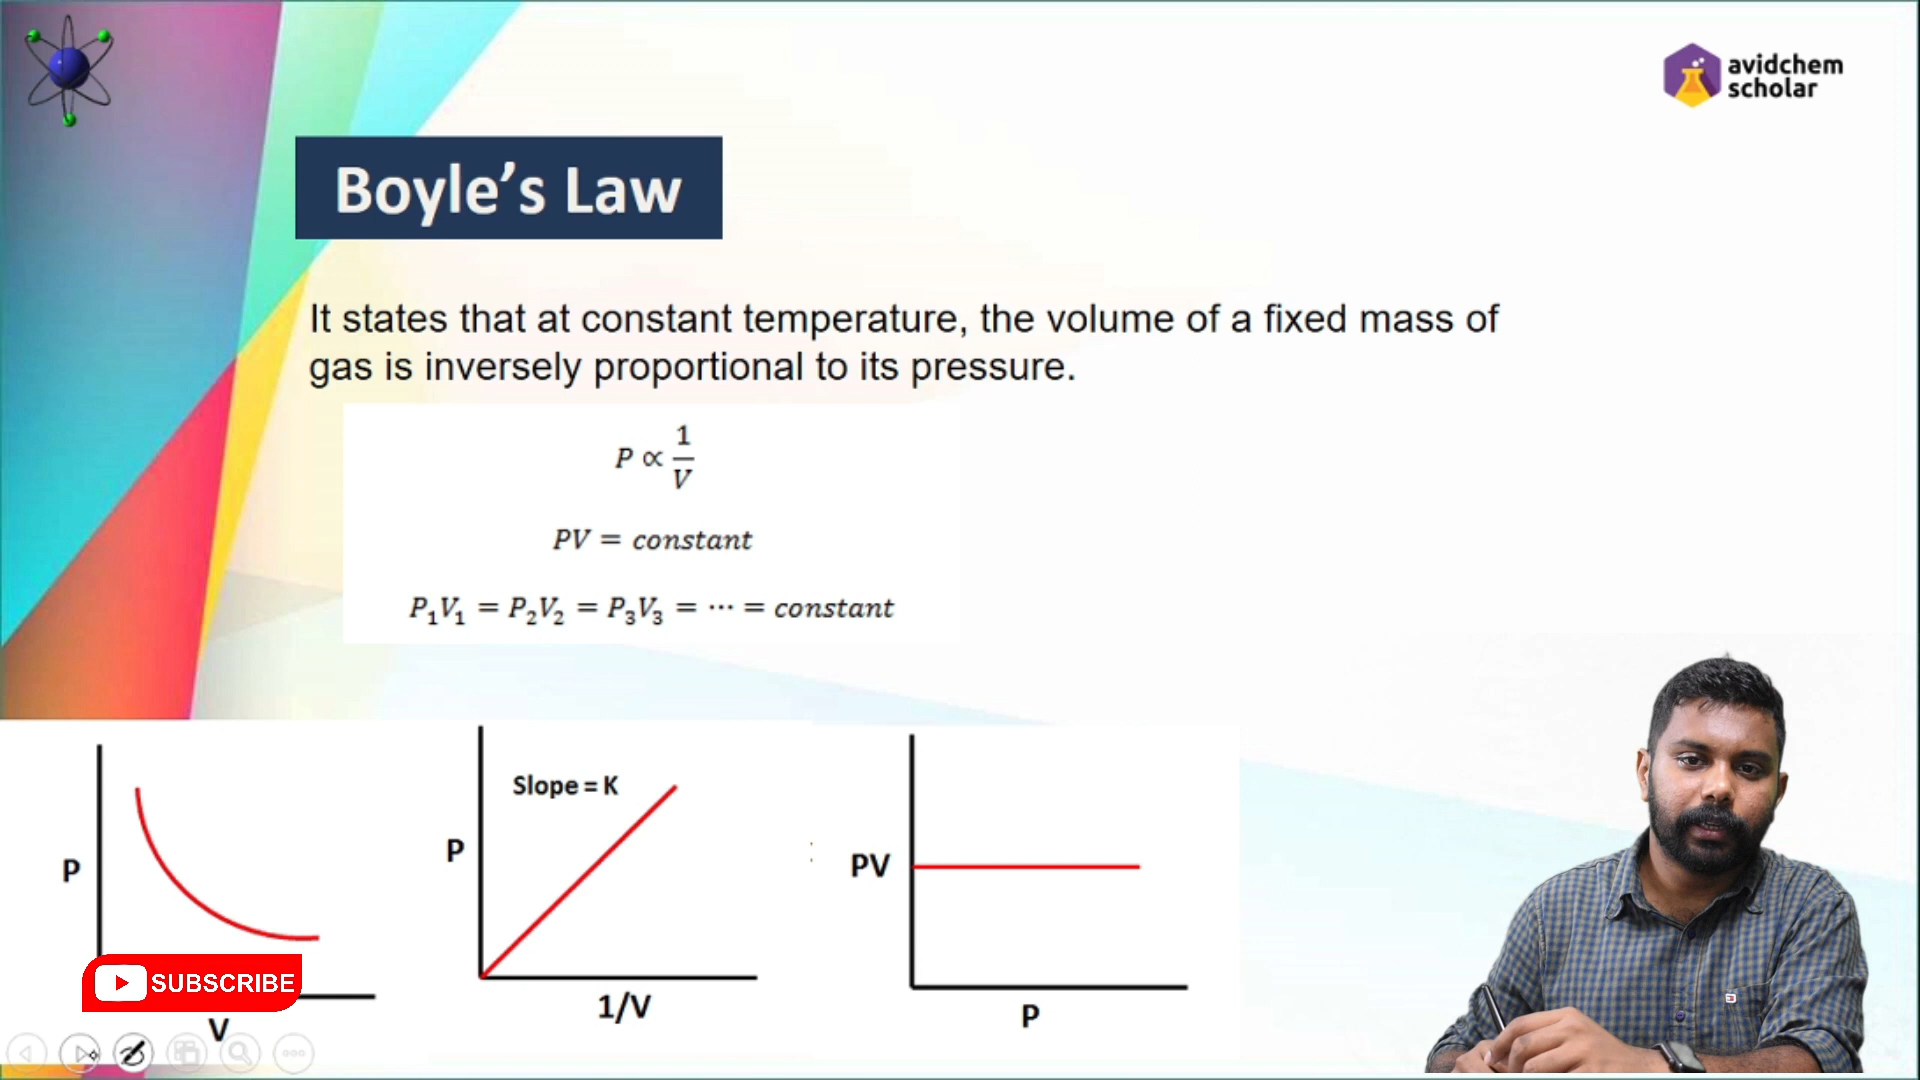 avidchem
scholar
Boyle’s Law
It states that at constant temperature, the volume of a fixed mass of
gas is inversely proportional to its pressure.
P ∝ 1/V
PV = constant
P₁V₁ = P₂V₂ = P₃V₃ = ⋯ = constant
P
V
Slope = K
P
1/V
PV
P
SUBSCRIBE